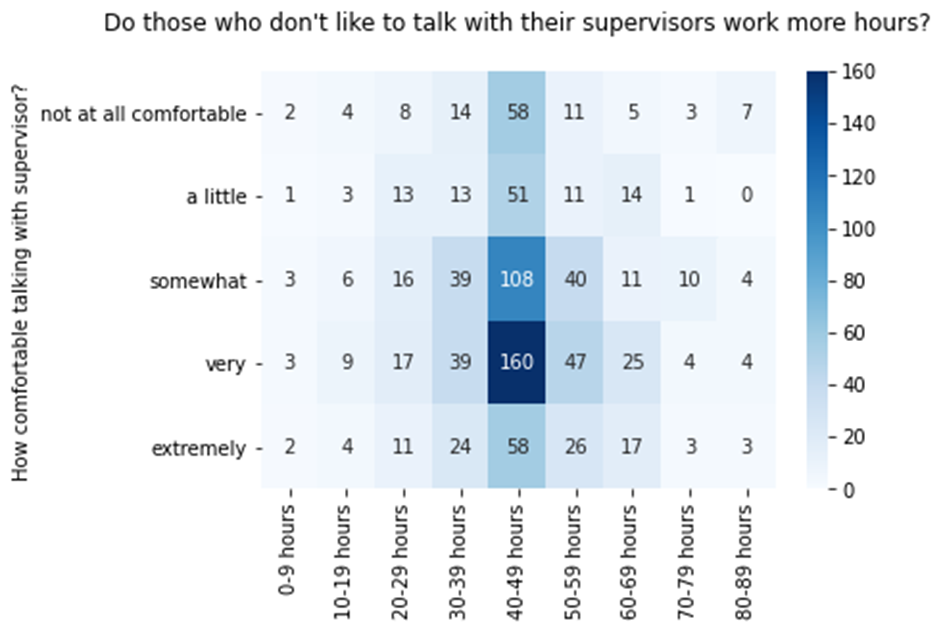 Do those who don't like to talk with their supervisors work more hours?
How comfortable talking with supervisor?
not at all comfortable 2 4 8 14 58 11 5 3 7
a little 1 3 13 13 51 11 14 1 0
somewhat 3 6 16 39 108 40 11 10 4
very 3 9 17 39 160 47 25 4 4
extremely 2 4 11 24 58 26 17 3 3
0-9 hours
10-19 hours
20-29 hours
30-39 hours
40-49 hours
50-59 hours
60-69 hours
70-79 hours
80-89 hours
160
140
120
100
80
60
40
20
0